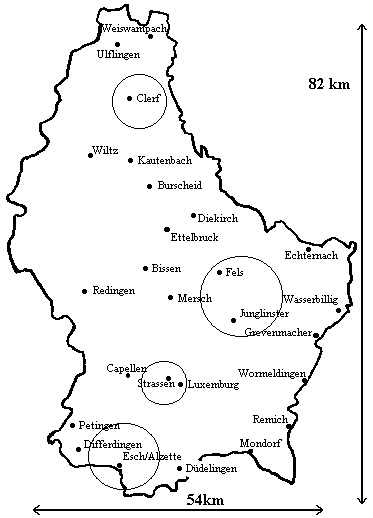 Weiswampach
Ulflingen
82 km
Clerf
Wiltz
Kautenbach
Burscheid
Diekirch
Ettelbruck
Echternach
Bissen
Fels
Redingen
Mersch
Wasserbillig
Junglinster
Grevenmacher
Capellen
Wormeldingen
Strassen
Luxemburg
Remich
Petingen
Differdingen
Mondorf
Esch/Alzette
Düdelingen
54km